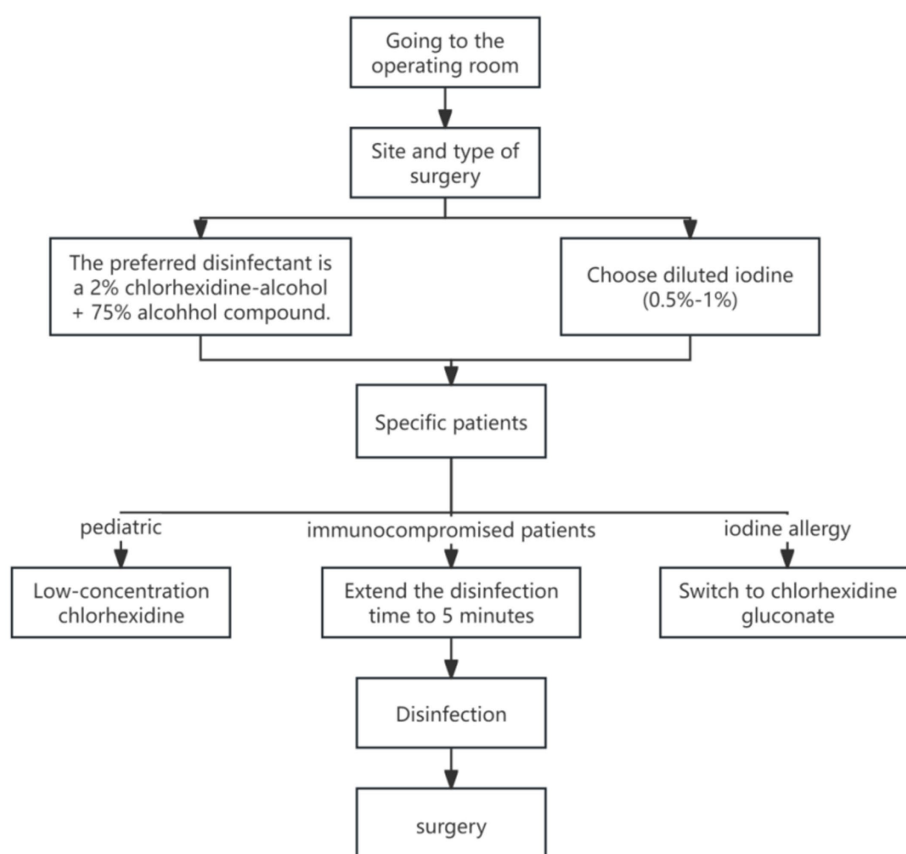 Going to the
operating room
Site and type of
surgery
The preferred disinfectant is
a 2% chlorhexidine-alcohol
+ 75% alcohhol compound.
Choose diluted iodine
(0.5%-1%)
Specific patients
pediatric
immunocompromised patients
iodine allergy
Low-concentration
chlorhexidine
Extend the disinfection
time to 5 minutes
Switch to chlorhexidine
gluconate
Disinfection
surgery